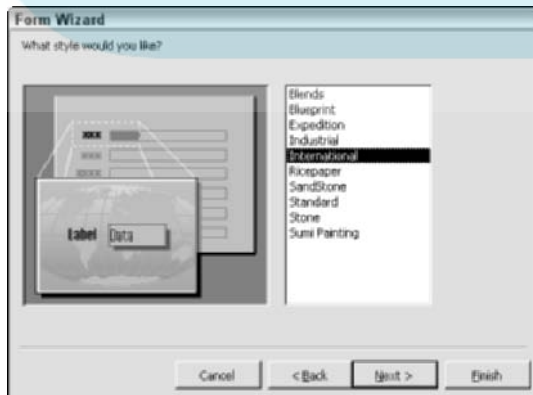 Form Wizard
What style would you like?
XXX
XXX
XXXX
Label Data
Blends
Blueprint
Expedition
Industrial
International
Ricepaper
SandStone
Standard
Stone
Sumi Painting
Cancel
< Back
Next >
Finish